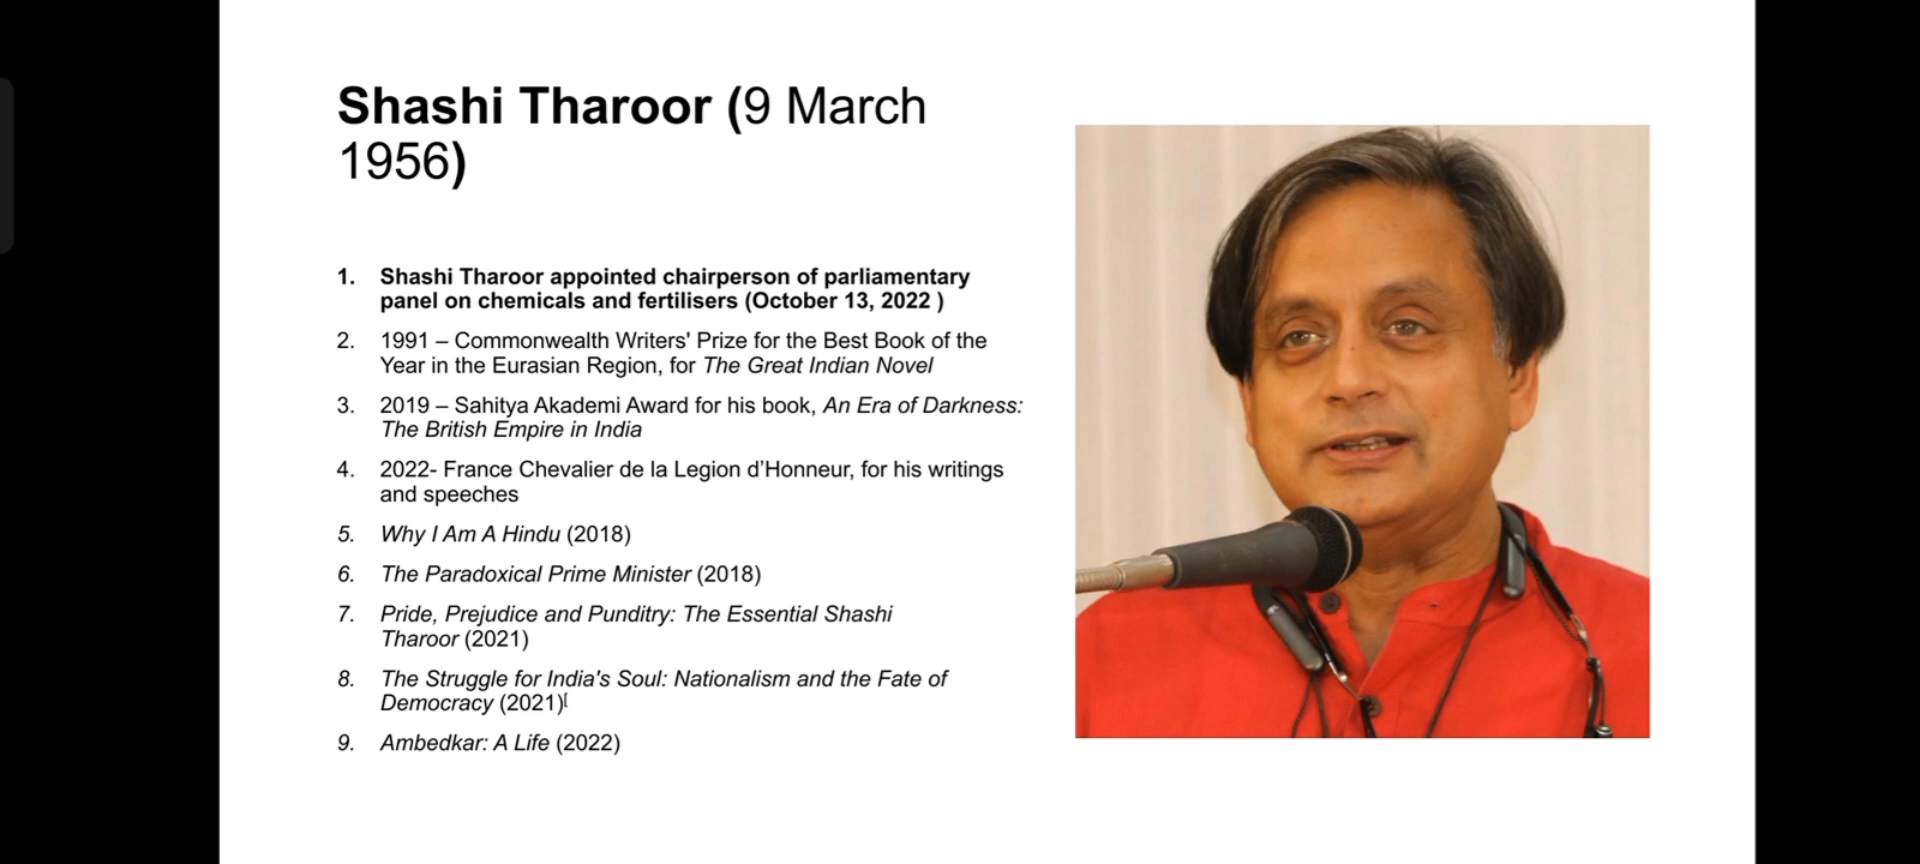 Shashi Tharoor (9 March
1956)
1. Shashi Tharoor appointed chairperson of parliamentary
panel on chemicals and fertilisers (October 13, 2022 )
2. 1991 – Commonwealth Writers' Prize for the Best Book of the
Year in the Eurasian Region, for The Great Indian Novel
3. 2019 – Sahitya Akademi Award for his book, An Era of Darkness:
The British Empire in India
4. 2022- France Chevalier de la Legion d’Honneur, for his writings
and speeches
5. Why I Am A Hindu (2018)
6. The Paradoxical Prime Minister (2018)
7. Pride, Prejudice and Punditry: The Essential Shashi
Tharoor (2021)
8. The Struggle for India's Soul: Nationalism and the Fate of
Democracy (2021)[
9. Ambedkar: A Life (2022)